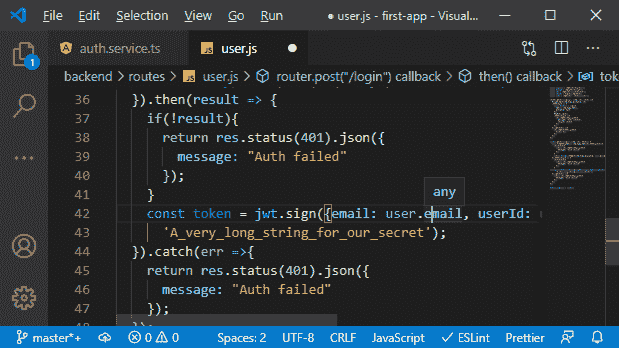 File Edit Selection View Go Run ... ● user.js - first-app - Visual...
auth.service.ts JS user.js ●
backend > routes > JS user.js > router.post("/login") callback > then() callback > tok
36 }).then(result => {
37 if(!result){
38 return res.status(401).json({
39 message: "Auth failed"
40 });
41 }
any
42 const token = jwt.sign({email: user.email, userId:
43 'A_very_long_string_for_our_secret');
44 }).catch(err =>{
45 return res.status(401).json({
46 message: "Auth failed"
47 });
1
master*+ 0 0 Spaces: 2 UTF-8 CRLF JavaScript ESLint Prettier